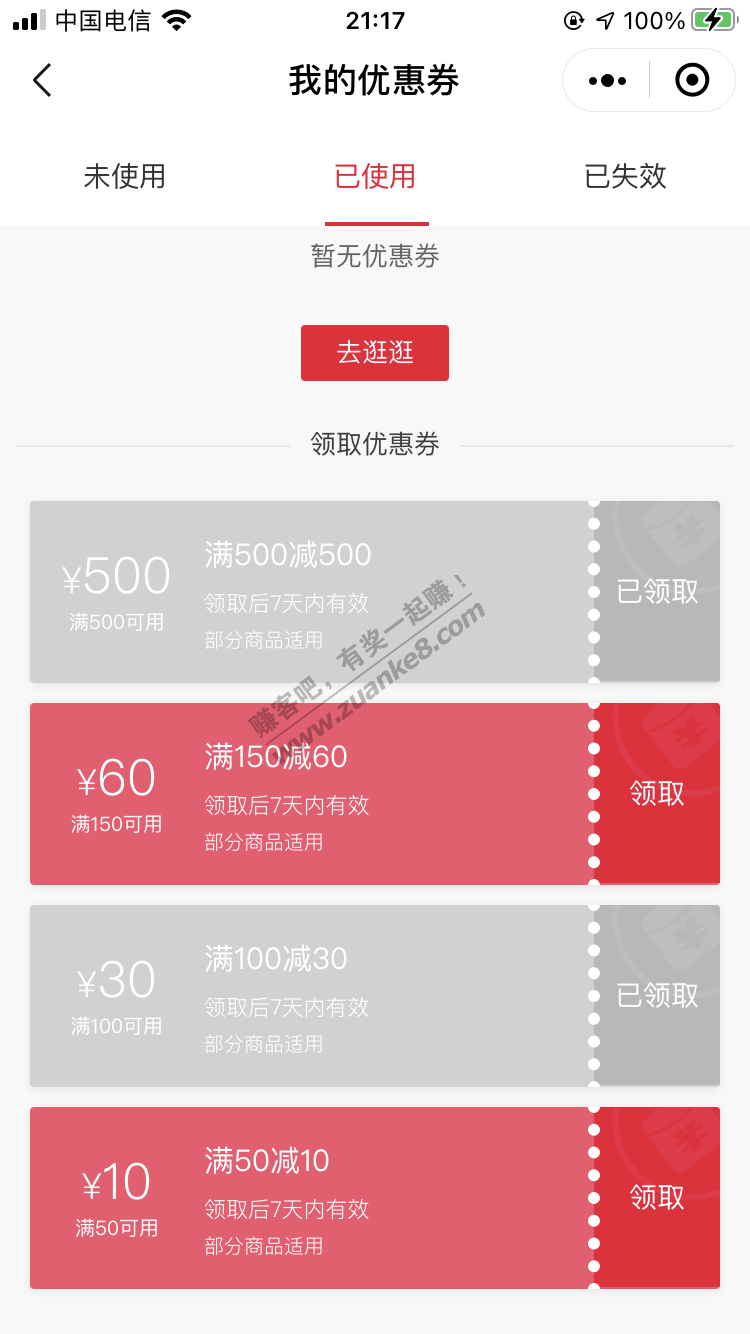 中国电信
21:17
100%
我的优惠券
未使用
已使用
已失效
暂无优惠券
去逛逛
领取优惠券
¥500
满500可用
满500减500
领取后7天内有效
部分商品适用
已领取
赚客吧，有奖一起赚！
www.zuanke8.com
¥60
满150可用
满150减60
领取后7天内有效
部分商品适用
领取
¥30
满100可用
满100减30
领取后7天内有效
部分商品适用
已领取
¥10
满50可用
满50减10
领取后7天内有效
部分商品适用
领取